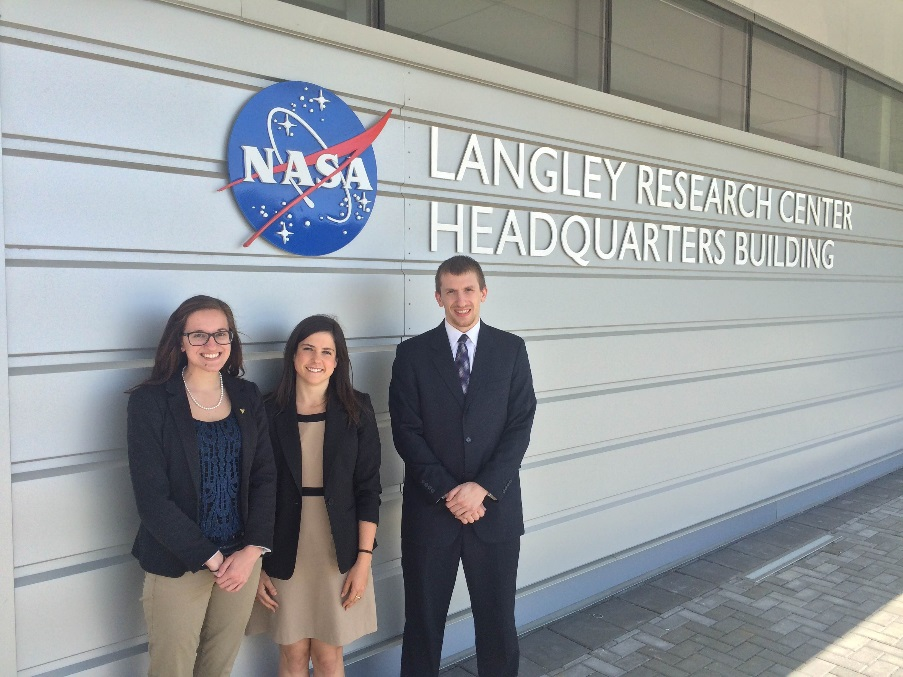 NASA
LANGLEY RESEARCH CENTER
HEADQUARTERS BUILDING